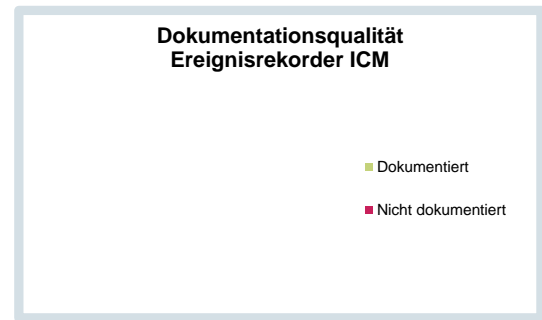 Dokumentationsqualität
Ereignisrekorder ICM
Dokumentiert
Nicht dokumentiert